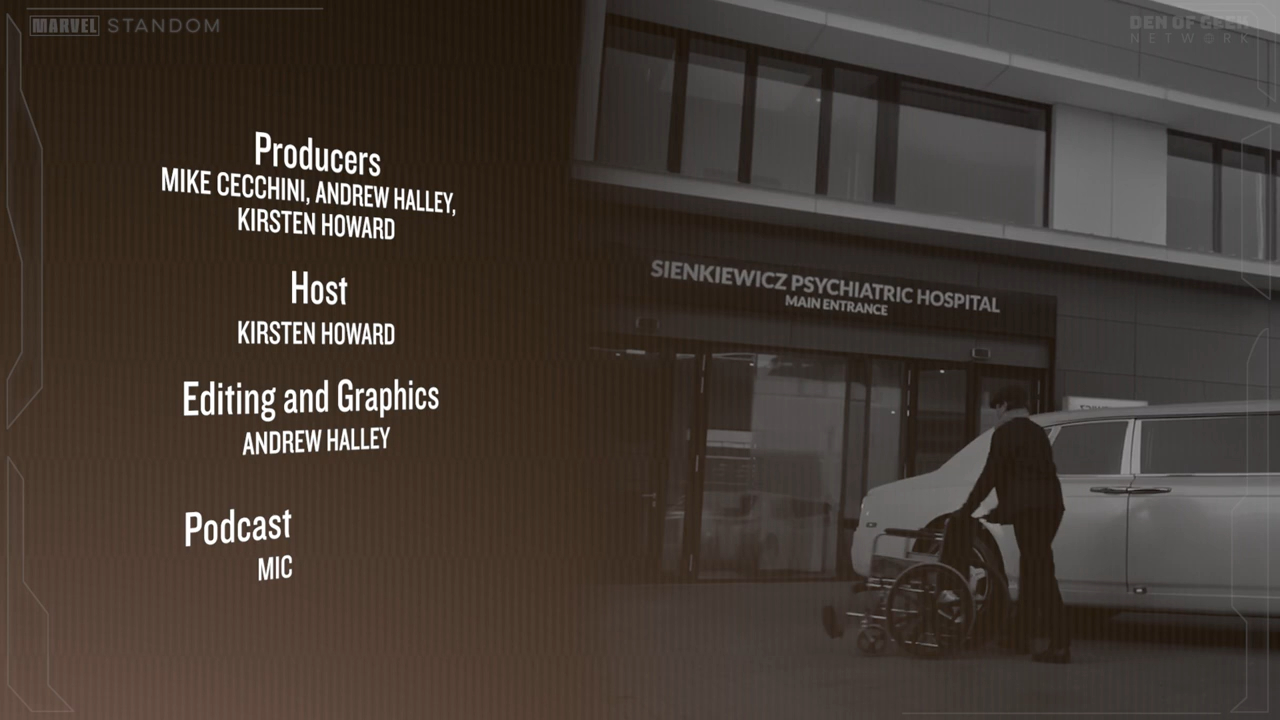 MARVEL STANDOM
DEN OF GEEK
NETWORK
Producers
MIKE CECCHINI, ANDREW HALLEY,
KIRSTEN HOWARD
Host
KIRSTEN HOWARD
Editing and Graphics
ANDREW HALLEY
Podcast
MIC
SIENKIEWICZ PSYCHIATRIC HOSPITAL
MAIN ENTRANCE